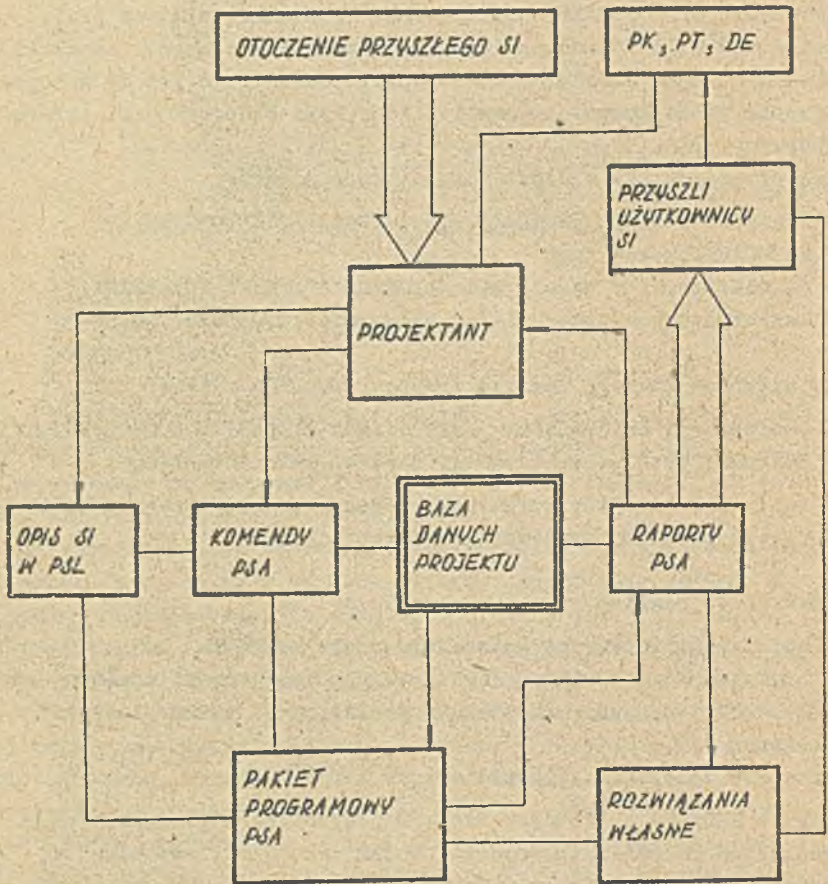 OTOCZENIE PRZYSZŁEGO SI
PK, PT, DE
PRZYSZLI
UŻYTKOWNICY
SI
PROJEKTANT
OPIS SI
W PSL
KOMENDY
PSA
BAZA
DANYCH
PROJEKTU
RAPORTY
PSA
PAKIET
PROGRAMOWY
PSA
ROZWIĄZANIA
WŁASNE